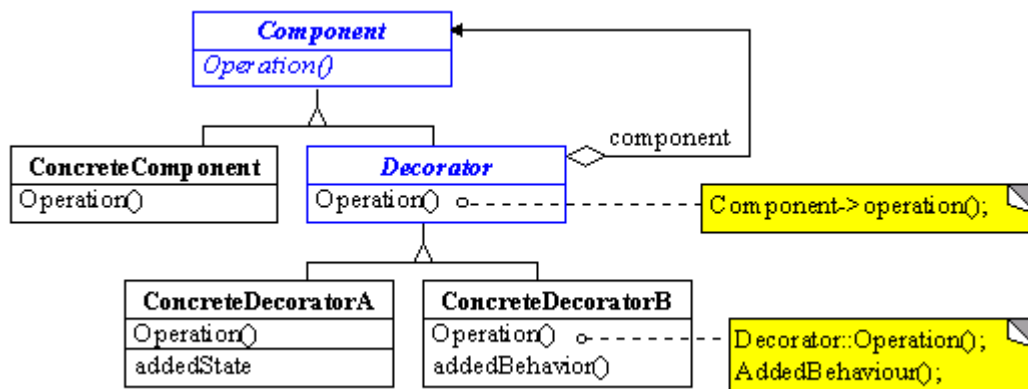 Component
Operation()
component
ConcreteComponent
Operation()
Decorator
Operation()
Component->operation();
ConcreteDecoratorA
Operation()
addedState
ConcreteDecoratorB
Operation()
addedBehavior()
Decorator::Operation();
AddedBehaviour();